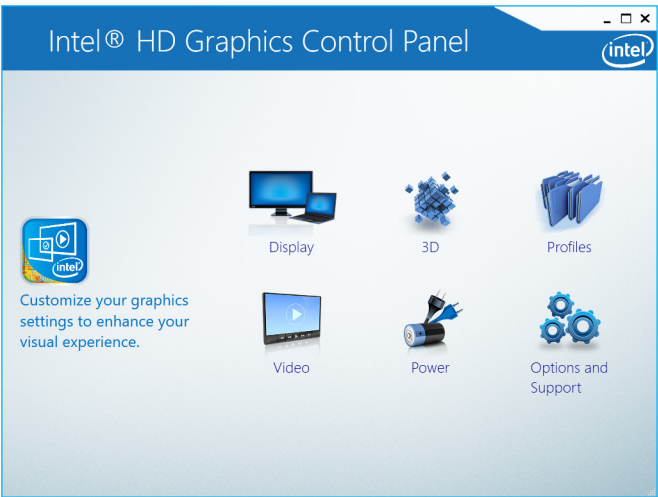 Intel® HD Graphics Control Panel
intel
Display
3D
Profiles
intel
Customize your graphics
settings to enhance your
visual experience.
Video
Power
Options and
Support